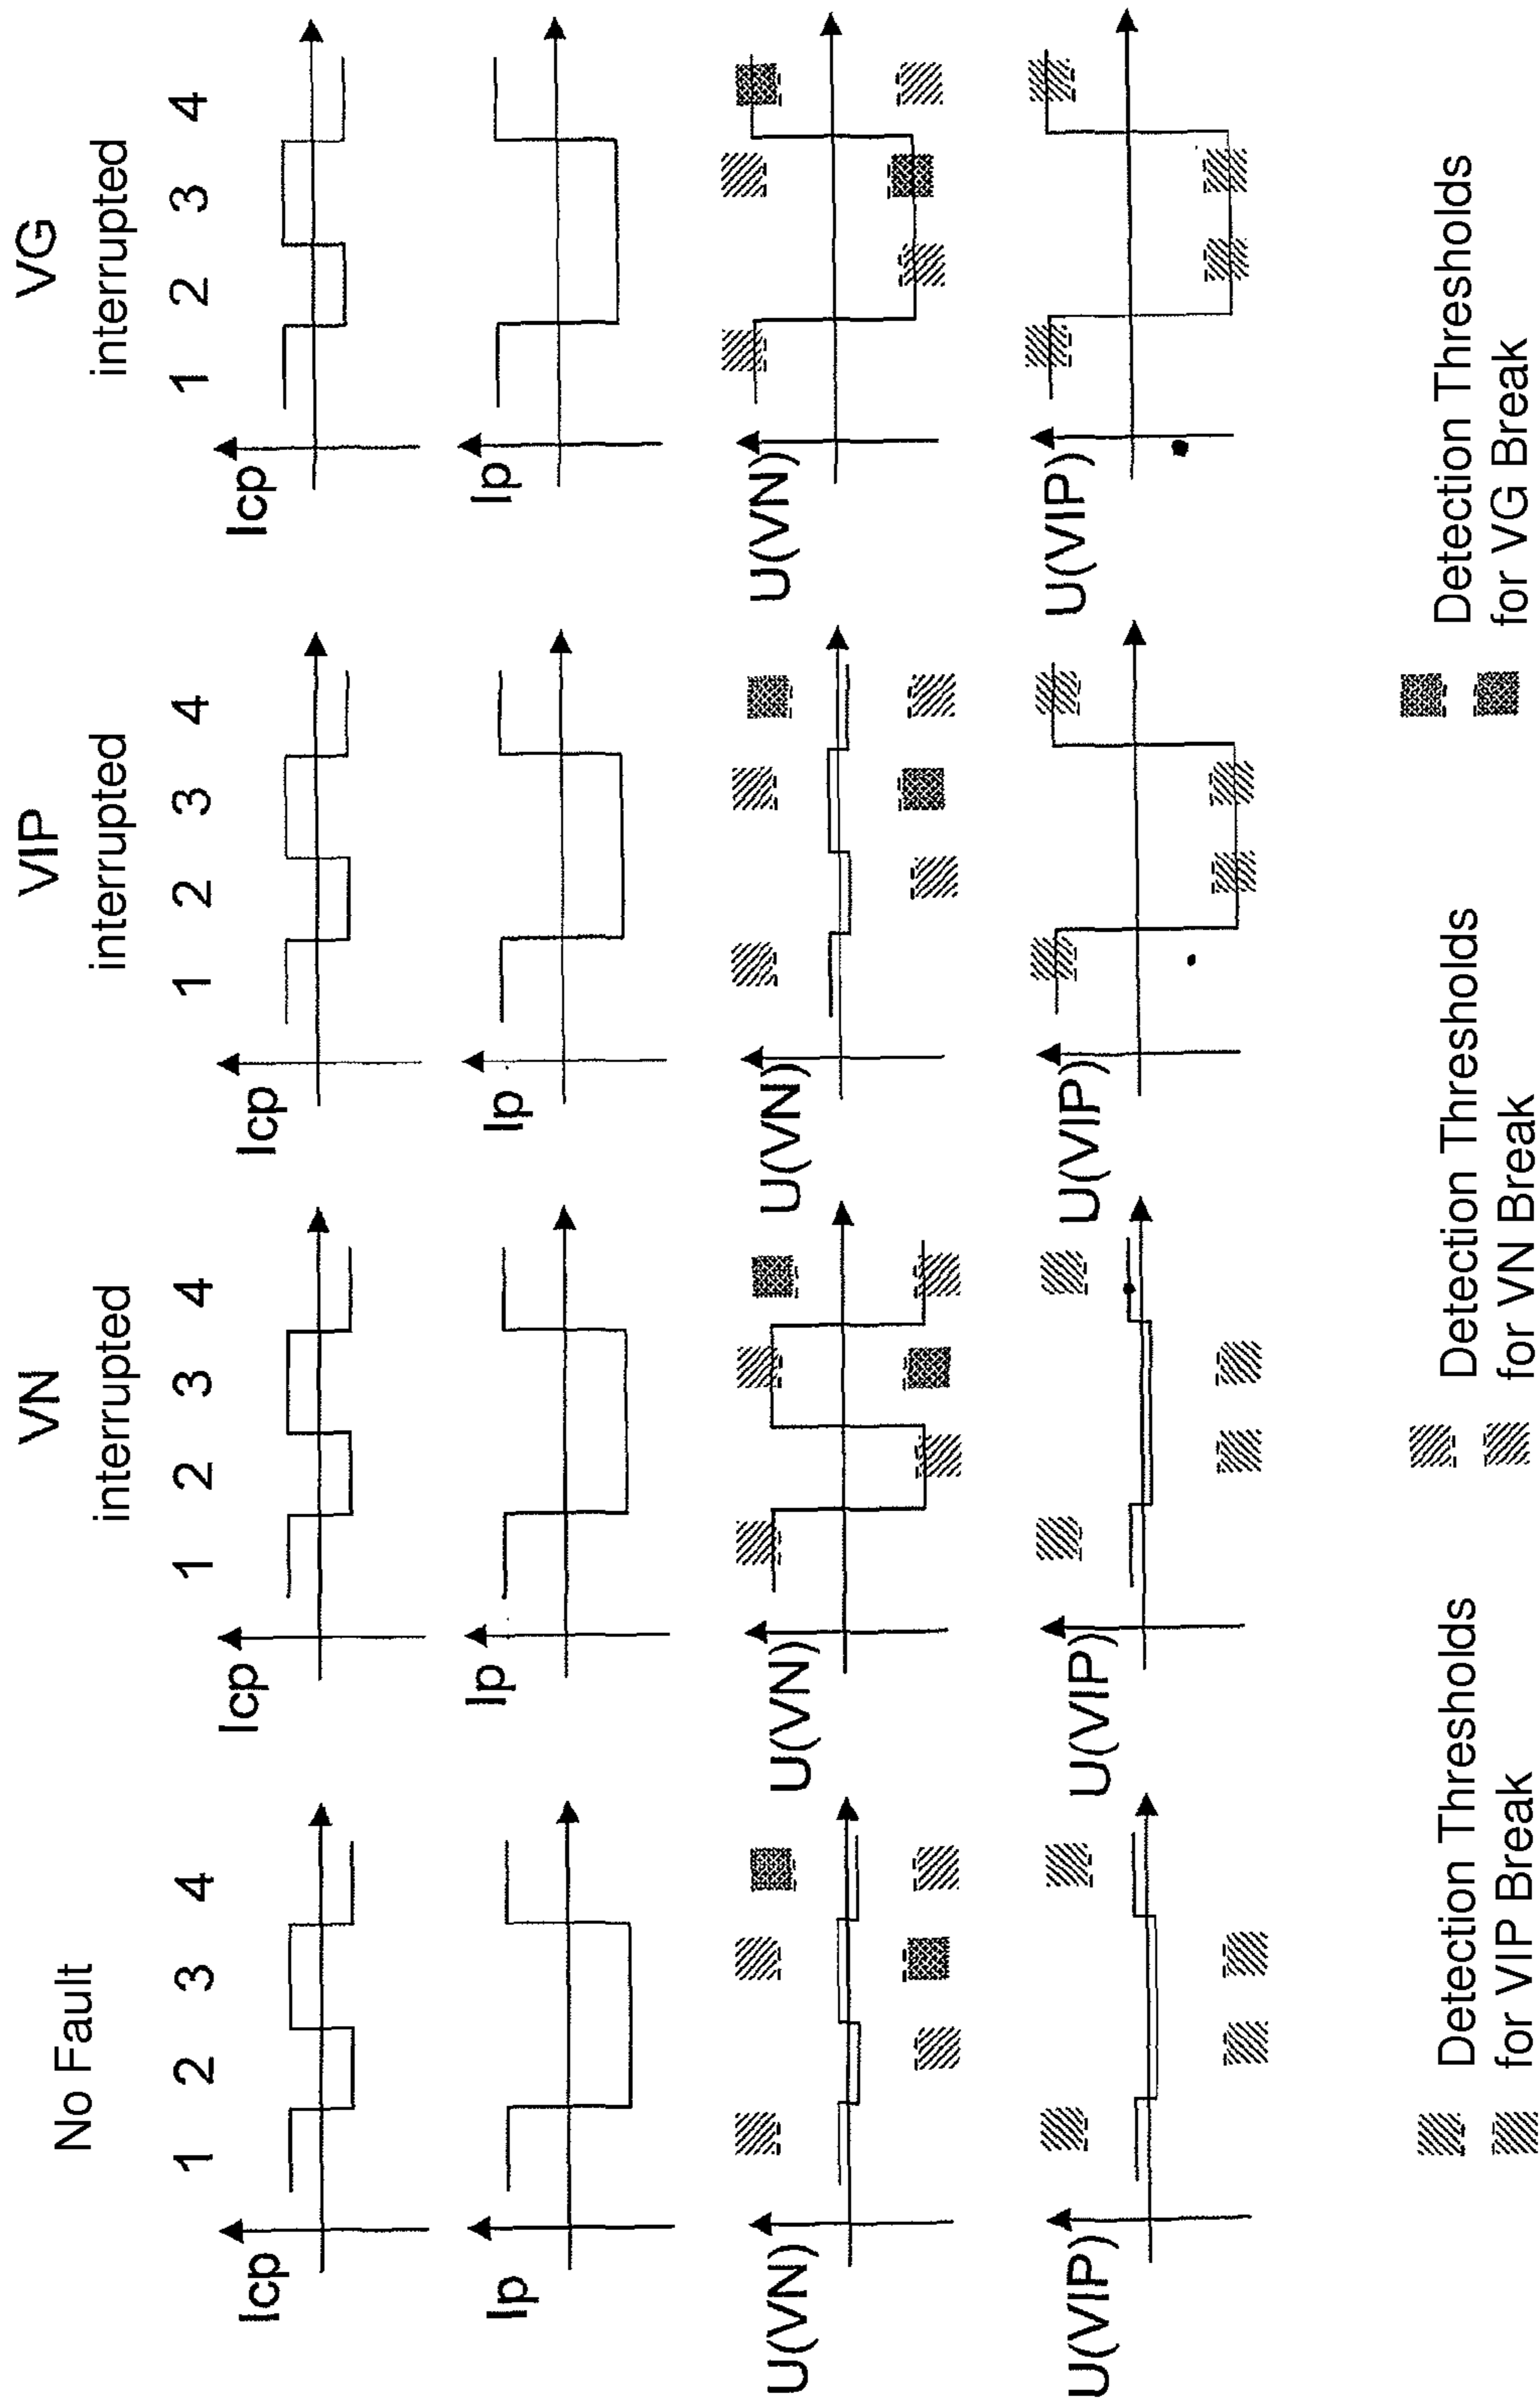 No Fault
1 2 3 4
Icp
Ip
U(VN)
U(VIP)
VN
interrupted
1 2 3 4
Icp
Ip
U(VN)
U(VIP)
VIP
interrupted
1 2 3 4
Icp
Ip
U(VN)
U(VIP)
VG
interrupted
1 2 3 4
Icp
Ip
U(VN)
U(VIP)
Detection Thresholds
for VIP Break
Detection Thresholds
for VN Break
Detection Thresholds
for VG Break